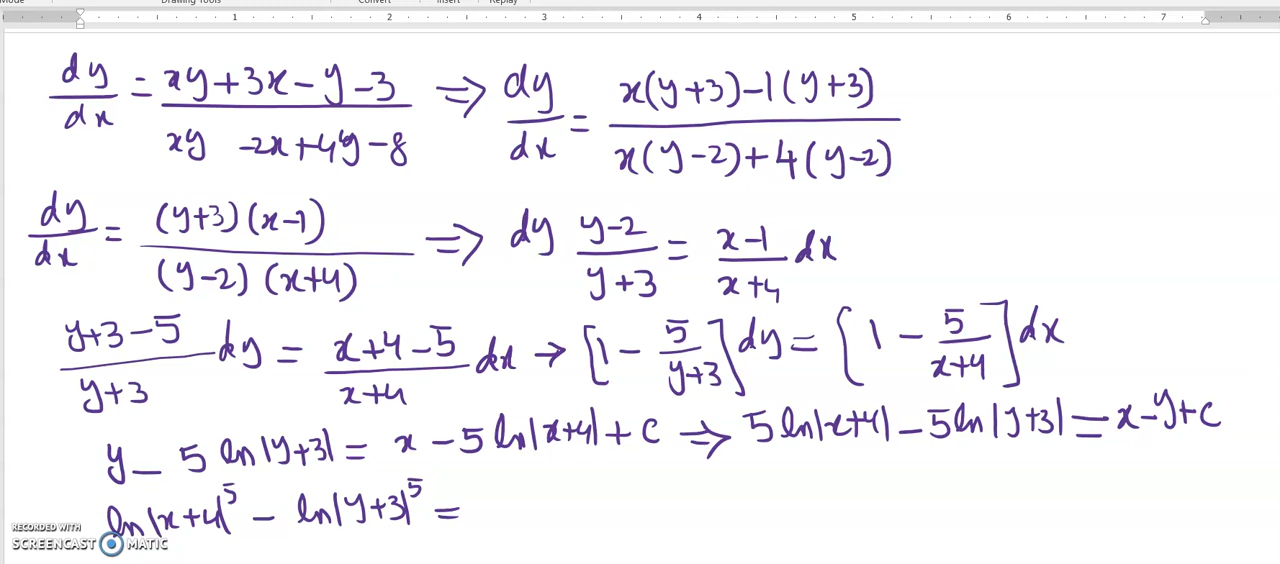 Drawing Tools Convert Insert Replay
1 2 3 4 5 6 7
dy/dx = (xy+3x-y-3)/(xy -2x+4y-8) ⟹ dy/dx = (x(y+3)-1(y+3))/(x(y-2)+4(y-2))
dy/dx = ((y+3)(x-1))/((y-2)(x+4)) ⟹ dy (y-2)/(y+3) = (x-1)/(x+4) dx
(y+3-5)/(y+3) dy = (x+4-5)/(x+4) dx → [1 - 5/(y+3)] dy = [1 - 5/(x+4)] dx
y - 5 ln|y+3| = x - 5 ln|x+4| + c ⟹ 5 ln|x+4| - 5 ln|y+3| = x-y+c
ln|x+4|^5 - ln|y+3|^5 =
RECORDED WITH
SCREENCAST MATIC